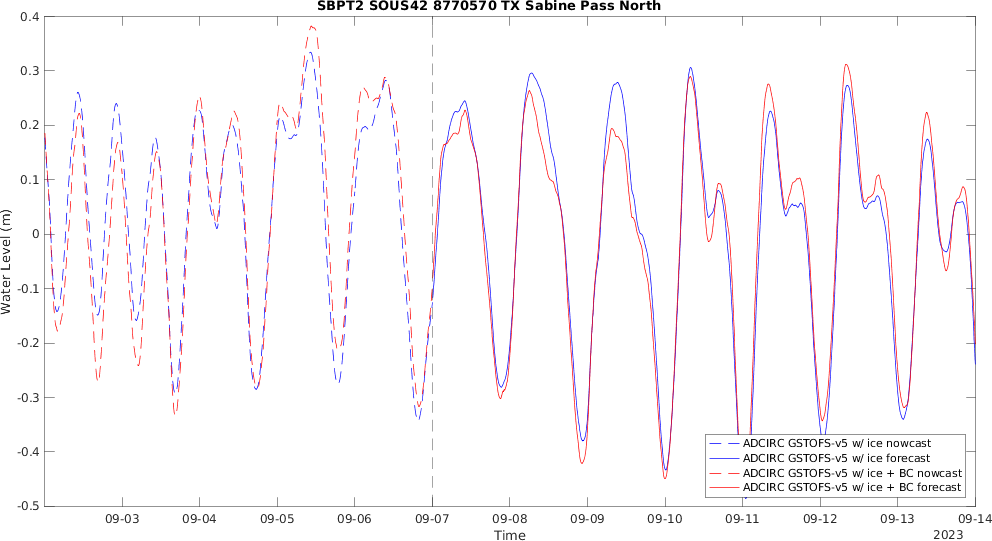 SBPT2 SOUS42 8770570 TX Sabine Pass North
0.4
0.3
0.2
0.1
0
-0.1
-0.2
-0.3
-0.4
-0.5
Water Level (m)
ADCIRC GSTOFS-v5 w/ ice nowcast
ADCIRC GSTOFS-v5 w/ ice forecast
ADCIRC GSTOFS-v5 w/ ice + BC nowcast
ADCIRC GSTOFS-v5 w/ ice + BC forecast
09-03 09-04 09-05 09-06 09-07 09-08 09-09 09-10 09-11 09-12 09-13 09-14
Time
2023